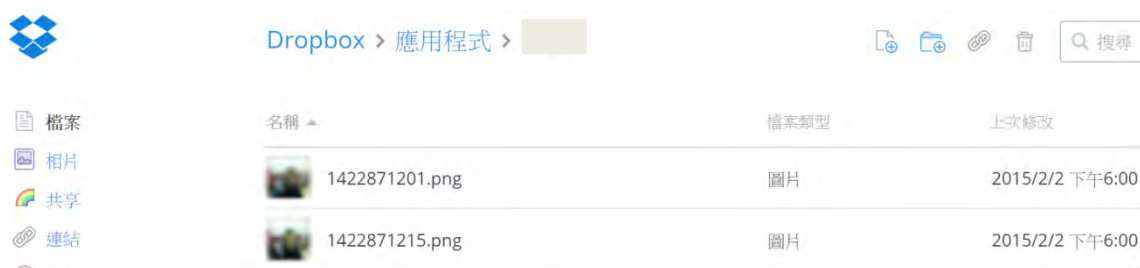 Dropbox > 應用程式 >
搜尋
檔案
相片
共享
連結
名稱 檔案類型 上次修改
1422871201.png 圖片 2015/2/2 下午6:00
1422871215.png 圖片 2015/2/2 下午6:00